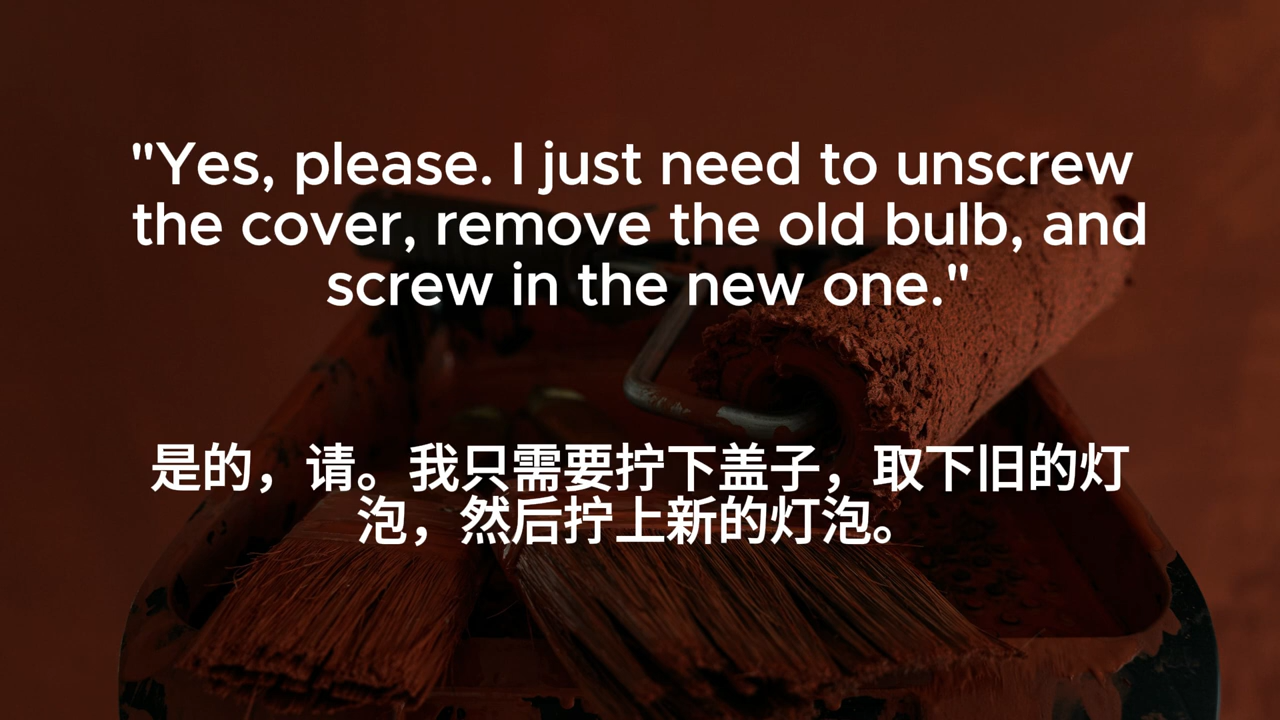 "Yes, please. I just need to unscrew
the cover, remove the old bulb, and
screw in the new one."
是的，请。我只需要拧下盖子，取下旧的灯
泡，然后拧上新的灯泡。